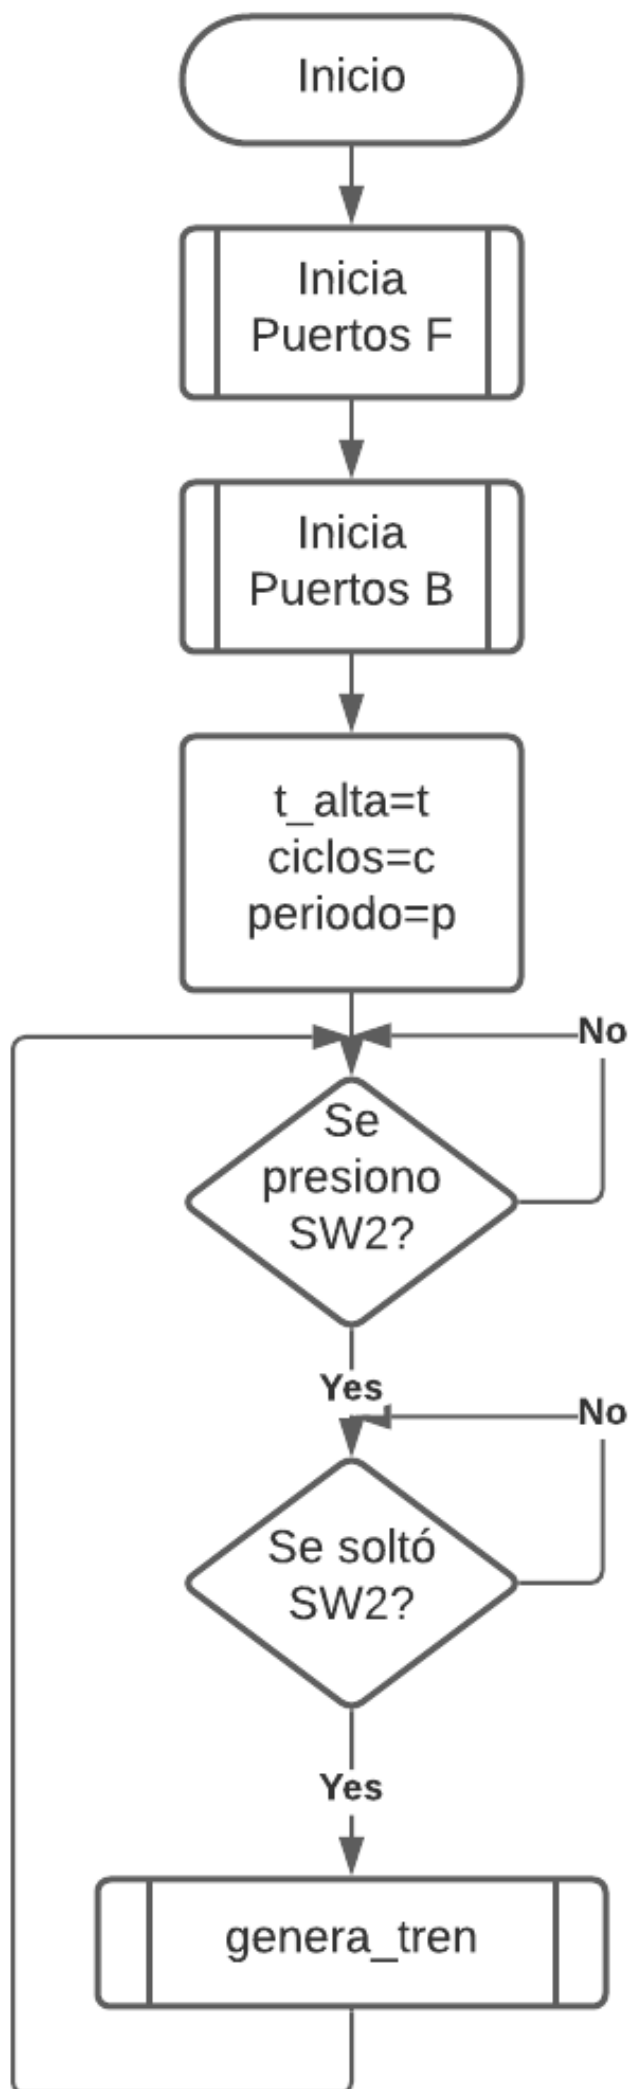 Inicio
Inicia
Puertos F
Inicia
Puertos B
t_alta=t
ciclos=c
periodo=p
No
Se
presiono
SW2?
Yes
No
Se soltó
SW2?
Yes
genera_tren